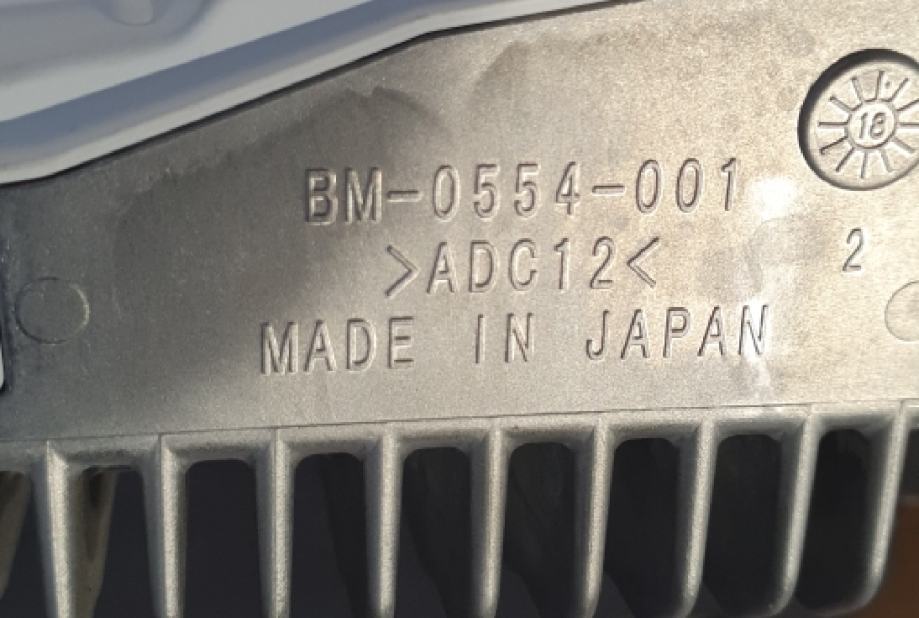 BM-0554-001
>ADC12<
MADE IN JAPAN
18
2